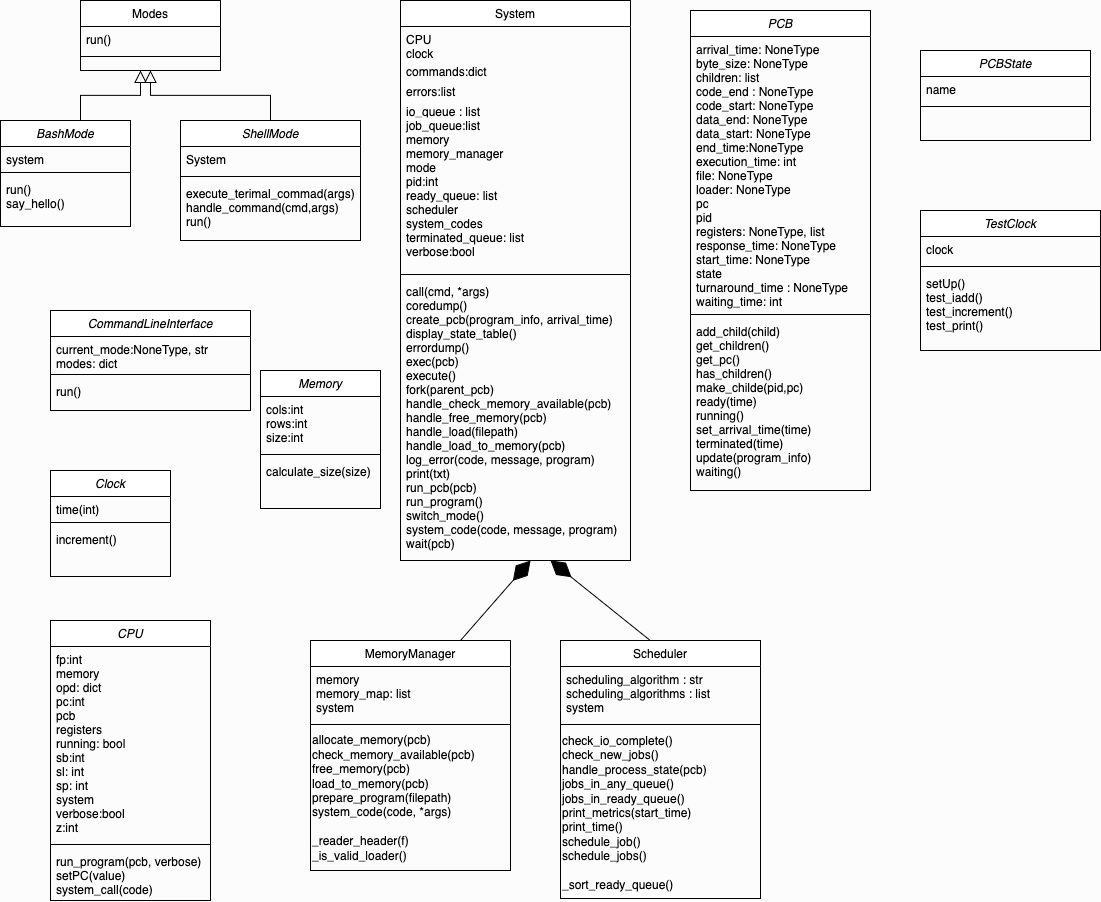 Modes
run()
BashMode
system
run()
say_hello()
ShellMode
System
execute_terimal_commad(args)
handle_command(cmd,args)
run()
System
CPU
clock
commands:dict
errors:list
io_queue : list
job_queue:list
memory
memory_manager
mode
pid:int
ready_queue: list
scheduler
system_codes
terminated_queue: list
verbose:bool
call(cmd, *args)
coredump()
create_pcb(program_info, arrival_time)
display_state_table()
errordump()
exec(pcb)
execute()
fork(parent_pcb)
handle_check_memory_available(pcb)
handle_free_memory(pcb)
handle_load(filepath)
handle_load_to_memory(pcb)
log_error(code, message, program)
print(txt)
run_pcb(pcb)
run_program()
switch_mode()
system_code(code, message, program)
wait(pcb)
PCB
arrival_time: NoneType
byte_size: NoneType
children: list
code_end : NoneType
code_start: NoneType
data_end: NoneType
data_start: NoneType
end_time:NoneType
execution_time: int
file: NoneType
loader: NoneType
pc
pid
registers: NoneType, list
response_time: NoneType
start_time: NoneType
state
turnaround_time : NoneType
waiting_time: int
add_child(child)
get_children()
get_pc()
has_children()
make_childe(pid,pc)
ready(time)
running()
set_arrival_time(time)
terminated(time)
update(program_info)
waiting()
PCBState
name
TestClock
clock
setUp()
test_iadd()
test_increment()
test_print()
CommandLineInterface
current_mode:NoneType, str
modes: dict
run()
Memory
cols:int
rows:int
size:int
calculate_size(size)
Clock
time(int)
increment()
CPU
fp:int
memory
opd: dict
pc:int
pcb
registers
running: bool
sb:int
sl: int
sp: int
system
verbose:bool
z:int
run_program(pcb, verbose)
setPC(value)
system_call(code)
MemoryManager
memory
memory_map: list
system
allocate_memory(pcb)
check_memory_available(pcb)
free_memory(pcb)
load_to_memory(pcb)
prepare_program(filepath)
system_code(code, *args)
_reader_header(f)
_is_valid_loader()
Scheduler
scheduling_algorithm : str
scheduling_algorithms : list
system
check_io_complete()
check_new_jobs()
handle_process_state(pcb)
jobs_in_any_queue()
jobs_in_ready_queue()
print_metrics(start_time)
print_time()
schedule_job()
schedule_jobs()
_sort_ready_queue()